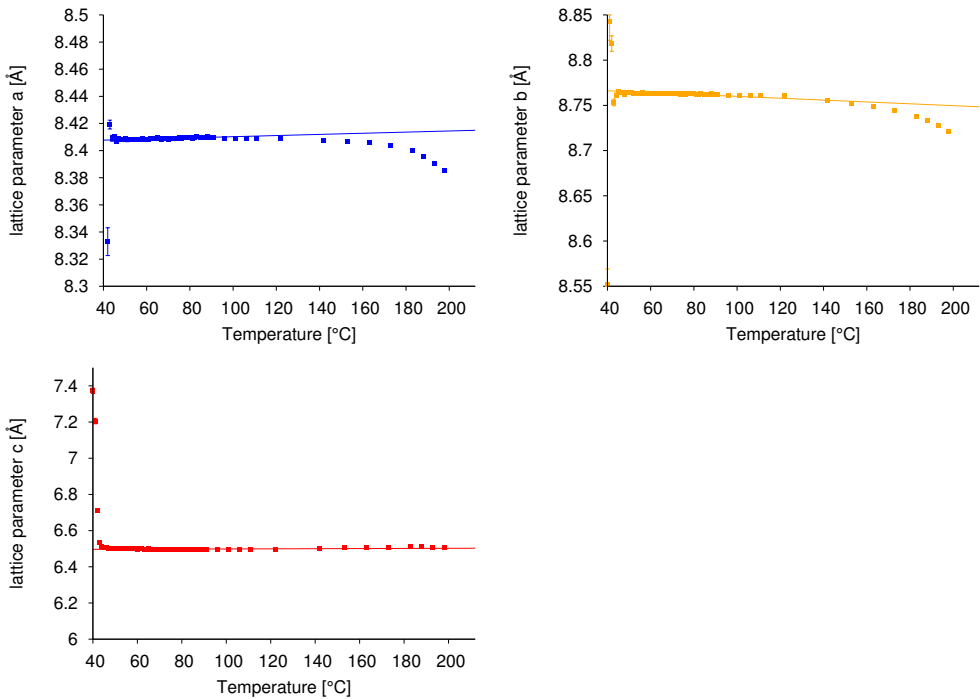 lattice parameter a [Å]
8.5
8.48
8.46
8.44
8.42
8.4
8.38
8.36
8.34
8.32
8.3
40 60 80 100 120 140 160 180 200
Temperature [°C]
lattice parameter b [Å]
8.85
8.8
8.75
8.7
8.65
8.6
8.55
40 60 80 100 120 140 160 180 200
Temperature [°C]
lattice parameter c [Å]
7.4
7.2
7
6.8
6.6
6.4
6.2
6
40 60 80 100 120 140 160 180 200
Temperature [°C]